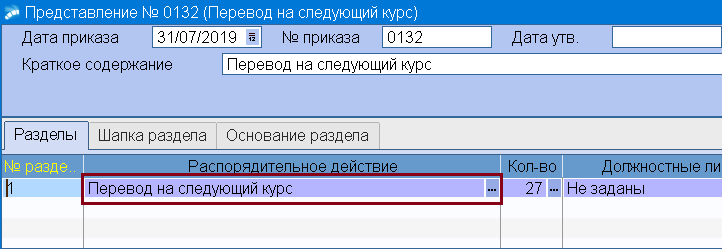 Представление № 0132 (Перевод на следующий курс)
Дата приказа 31/07/2019 12 № приказа 0132 Дата утв.
Краткое содержание Перевод на следующий курс
Разделы Шапка раздела Основание раздела
№ разде.. Распорядительное действие Кол-во Должностные ли
1 Перевод на следующий курс ... 27 ... Не заданы